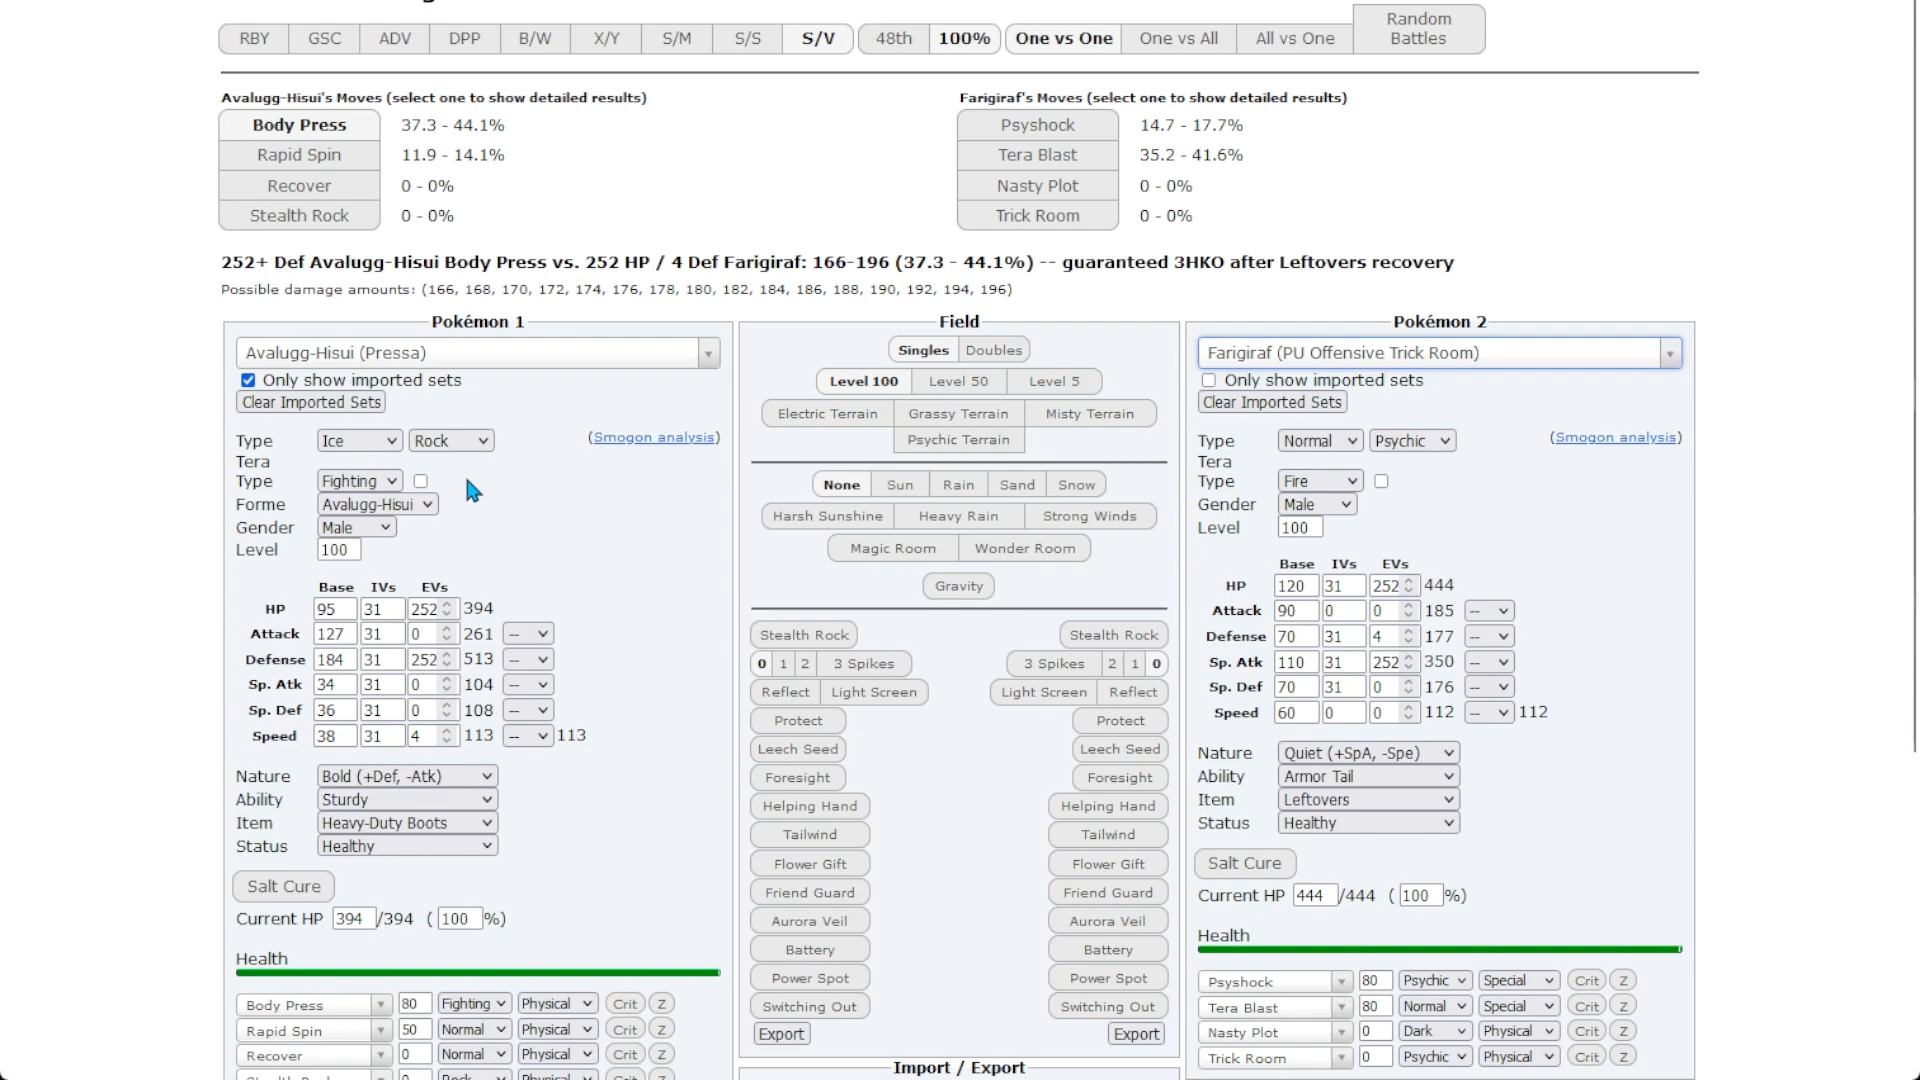 RBY GSC ADV DPP B/W X/Y S/M S/S S/V 48th 100% One vs One One vs All All vs One Random Battles
Avalugg-Hisui's Moves (select one to show detailed results)
Body Press 37.3 - 44.1%
Rapid Spin 11.9 - 14.1%
Recover 0 - 0%
Stealth Rock 0 - 0%
Farigiraf's Moves (select one to show detailed results)
Psyshock 14.7 - 17.7%
Tera Blast 35.2 - 41.6%
Nasty Plot 0 - 0%
Trick Room 0 - 0%
252+ Def Avalugg-Hisui Body Press vs. 252 HP / 4 Def Farigiraf: 166-196 (37.3 - 44.1%) -- guaranteed 3HKO after Leftovers recovery
Possible damage amounts: (166, 168, 170, 172, 174, 176, 178, 180, 182, 184, 186, 188, 190, 192, 194, 196)
Pokémon 1
Avalugg-Hisui (Pressa)
Only show imported sets
Clear Imported Sets
Type Ice Rock (Smogon analysis)
Tera
Type Fighting
Forme Avalugg-Hisui
Gender Male
Level 100
Base IVs EVs
HP 95 31 252 394
Attack 127 31 0 261 --
Defense 184 31 252 513 --
Sp. Atk 34 31 0 104 --
Sp. Def 36 31 0 108 --
Speed 38 31 4 113 -- 113
Nature Bold (+Def, -Atk)
Ability Sturdy
Item Heavy-Duty Boots
Status Healthy
Salt Cure
Current HP 394 /394 ( 100 %)
Health
Body Press 80 Fighting Physical Crit Z
Rapid Spin 50 Normal Physical Crit Z
Recover 0 Normal Physical Crit Z
Field
Singles Doubles
Level 100 Level 50 Level 5
Electric Terrain Grassy Terrain Misty Terrain
Psychic Terrain
None Sun Rain Sand Snow
Harsh Sunshine Heavy Rain Strong Winds
Magic Room Wonder Room
Gravity
Stealth Rock Stealth Rock
0 1 2 3 Spikes 3 Spikes 2 1 0
Reflect Light Screen Light Screen Reflect
Protect Protect
Leech Seed Leech Seed
Foresight Foresight
Helping Hand Helping Hand
Tailwind Tailwind
Flower Gift Flower Gift
Friend Guard Friend Guard
Aurora Veil Aurora Veil
Battery Battery
Power Spot Power Spot
Switching Out Switching Out
Export Export
Import / Export
Pokémon 2
Farigiraf (PU Offensive Trick Room)
Only show imported sets
Clear Imported Sets
Type Normal Psychic (Smogon analysis)
Tera
Type Fire
Gender Male
Level 100
Base IVs EVs
HP 120 31 252 444
Attack 90 0 0 185 --
Defense 70 31 4 177 --
Sp. Atk 110 31 252 350 --
Sp. Def 70 31 0 176 --
Speed 60 0 0 112 -- 112
Nature Quiet (+SpA, -Spe)
Ability Armor Tail
Item Leftovers
Status Healthy
Salt Cure
Current HP 444 /444 ( 100 %)
Health
Psyshock 80 Psychic Special Crit Z
Tera Blast 80 Normal Special Crit Z
Nasty Plot 0 Dark Physical Crit Z
Trick Room 0 Psychic Physical Crit Z